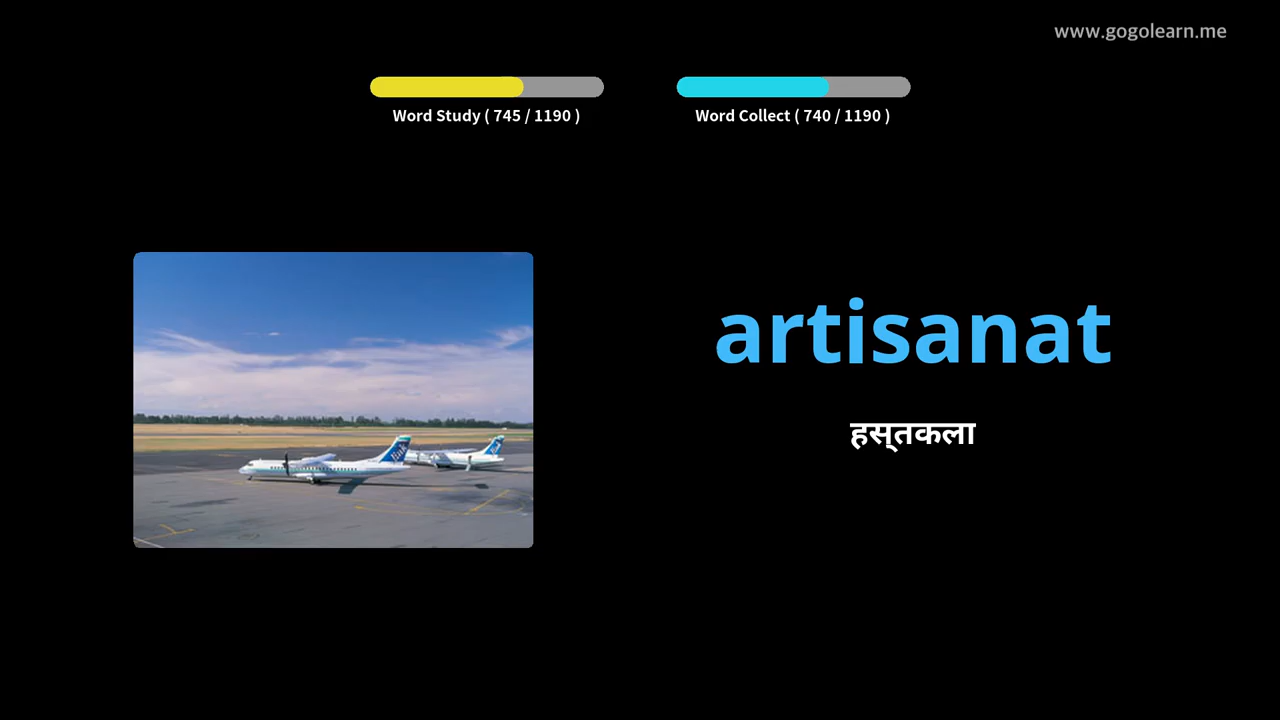 www.gogolearn.me
Word Study ( 745 / 1190 )
Word Collect ( 740 / 1190 )
artisanat
हस्तकला